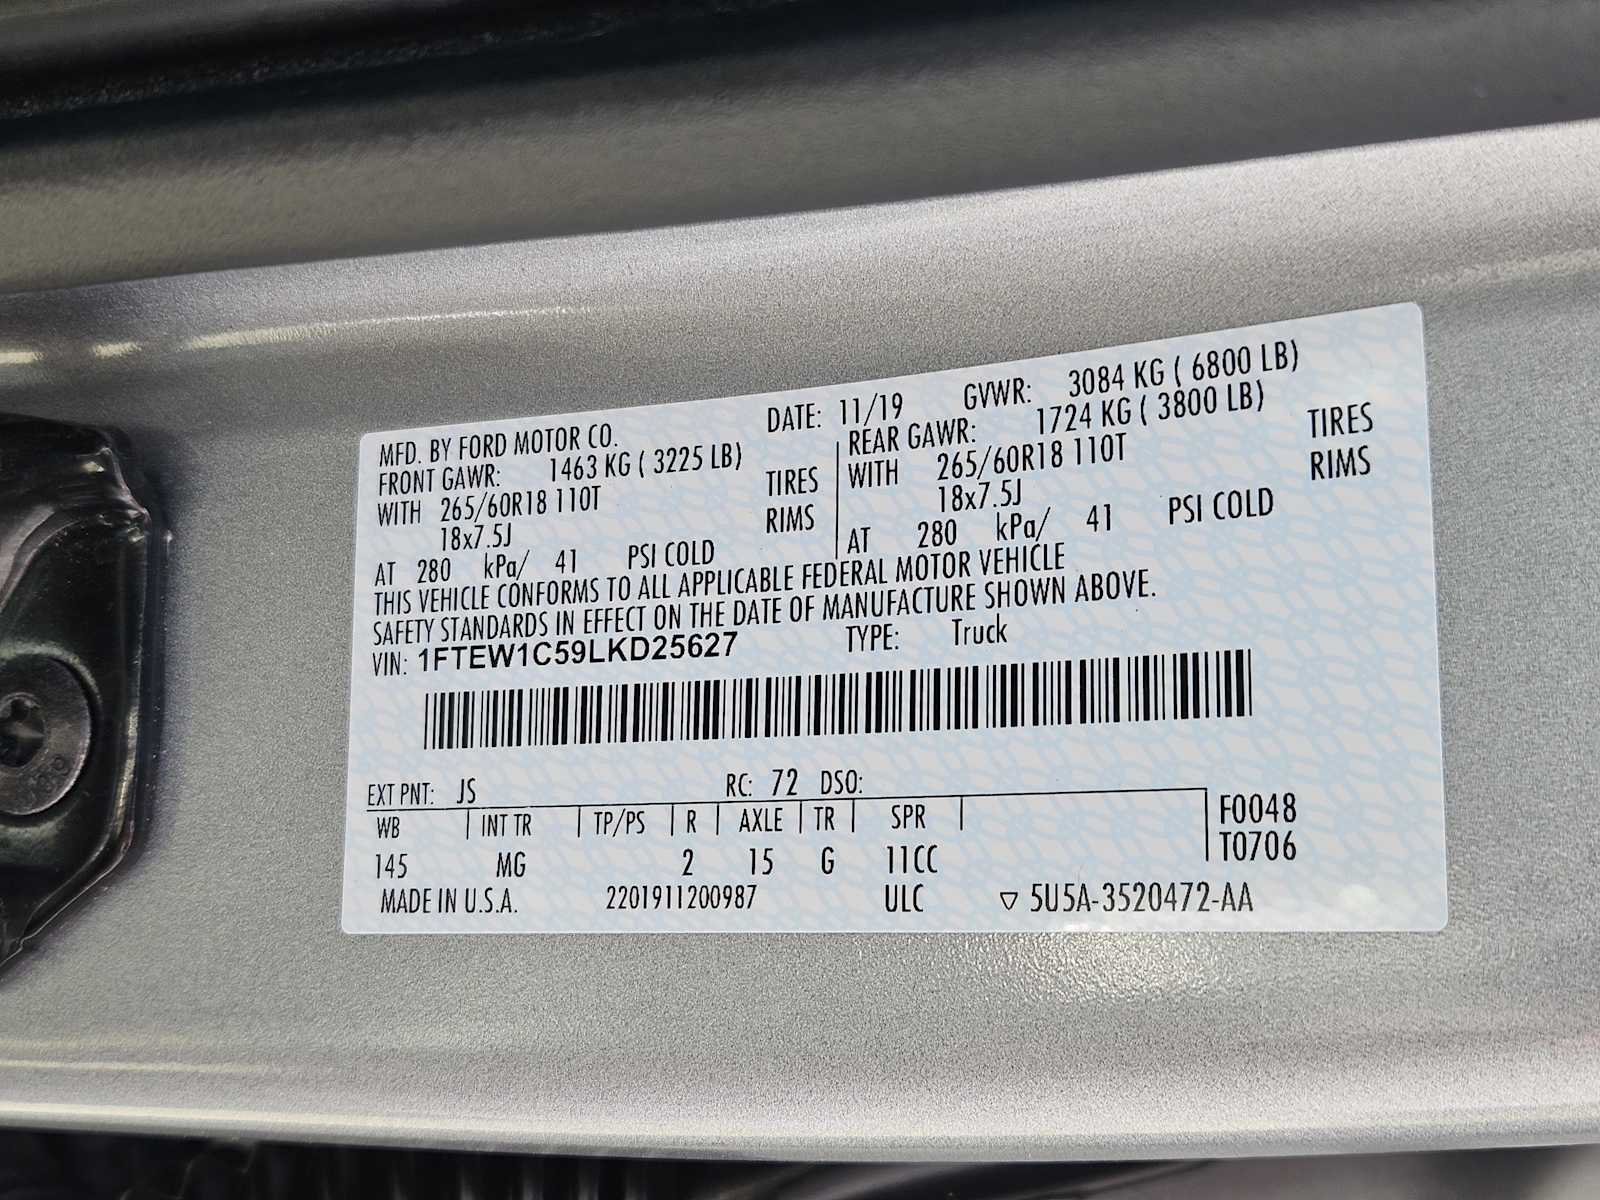 MFD. BY FORD MOTOR CO. DATE: 11/19 GVWR: 3084 KG ( 6800 LB)
FRONT GAWR: 1463 KG ( 3225 LB) REAR GAWR: 1724 KG ( 3800 LB)
WITH 265/60R18 110T TIRES WITH 265/60R18 110T TIRES
18x7.5J RIMS 18x7.5J RIMS
AT 280 kPa/ 41 PSI COLD AT 280 kPa/ 41 PSI COLD
THIS VEHICLE CONFORMS TO ALL APPLICABLE FEDERAL MOTOR VEHICLE
SAFETY STANDARDS IN EFFECT ON THE DATE OF MANUFACTURE SHOWN ABOVE.
VIN: 1FTEW1C59LKD25627 TYPE: Truck
EXT PNT: JS RC: 72 DSO:
WB INT TR TP/PS R AXLE TR SPR F0048
145 MG 2 15 G 11CC T0706
MADE IN U.S.A. 2201911200987 ULC ▽ 5U5A-3520472-AA